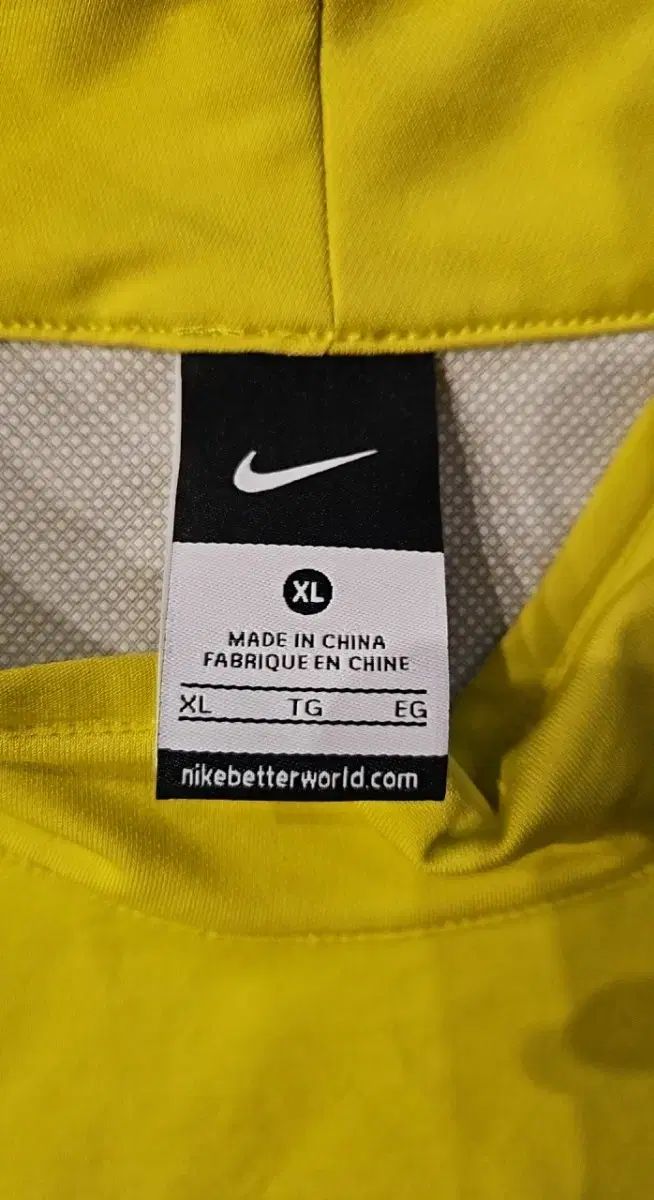 XL
MADE IN CHINA
FABRIQUE EN CHINE
XL TG EG
nikebetterworld.com